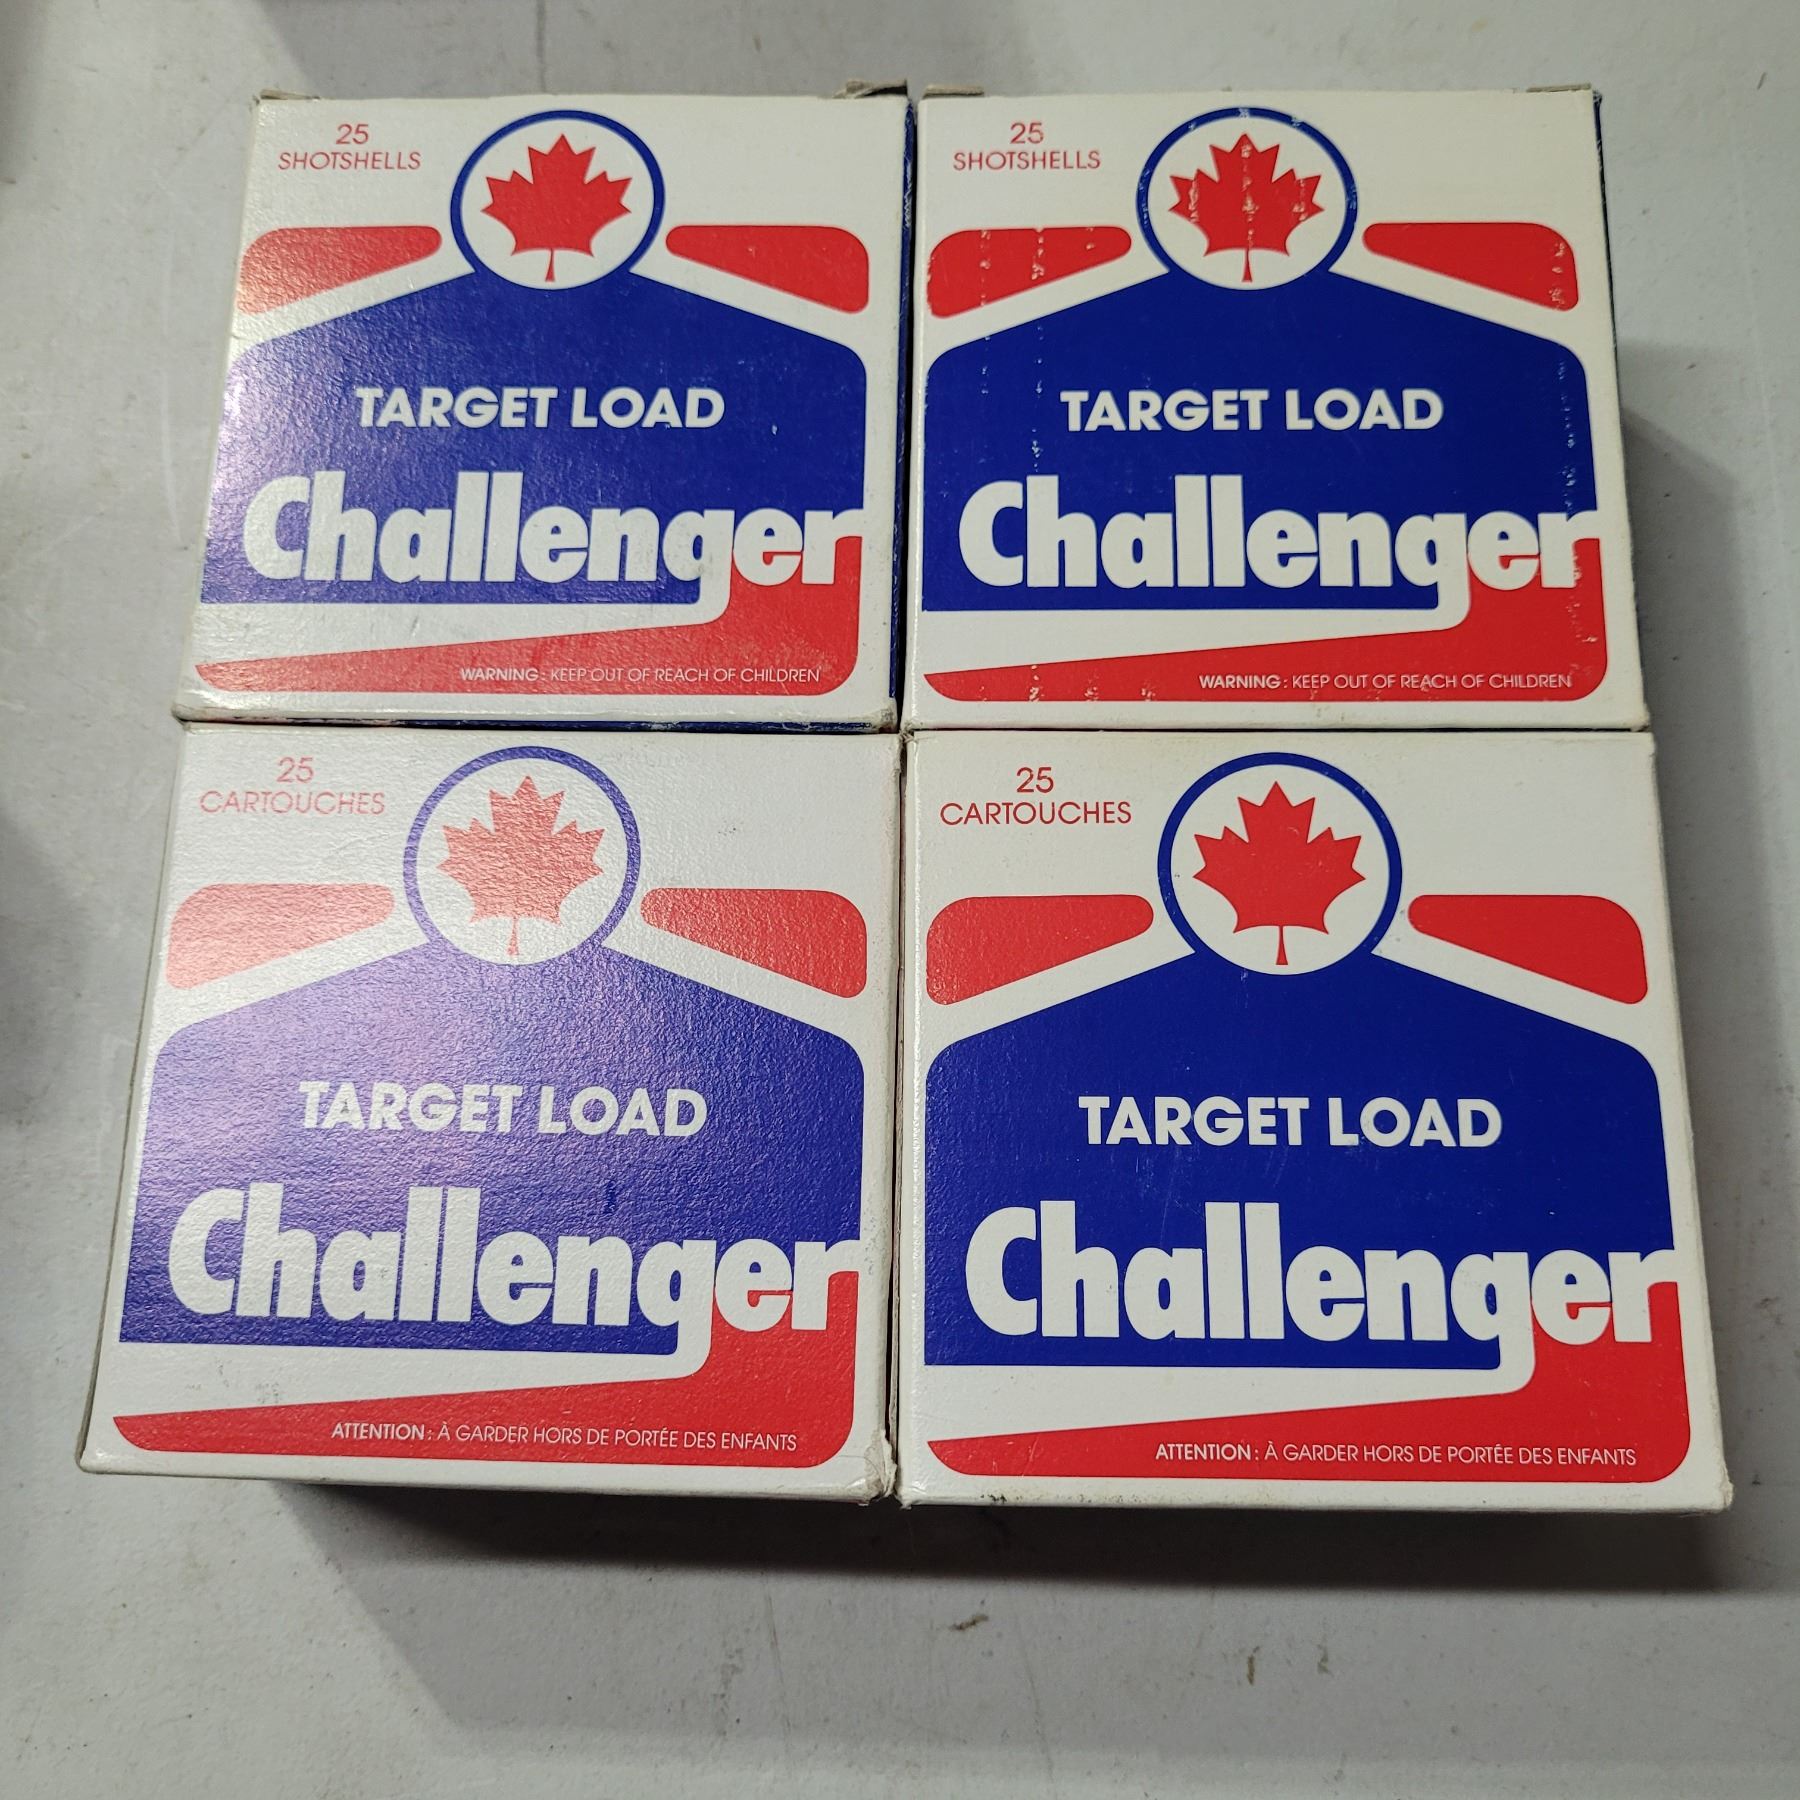 25
SHOTSHELLS
TARGET LOAD
Challenger
WARNING: KEEP OUT OF REACH OF CHILDREN
25
SHOTSHELLS
TARGET LOAD
Challenger
WARNING: KEEP OUT OF REACH OF CHILDREN
25
CARTOUCHES
TARGET LOAD
Challenger
ATTENTION: À GARDER HORS DE PORTÉE DES ENFANTS
25
CARTOUCHES
TARGET LOAD
Challenger
ATTENTION: À GARDER HORS DE PORTÉE DES ENFANTS